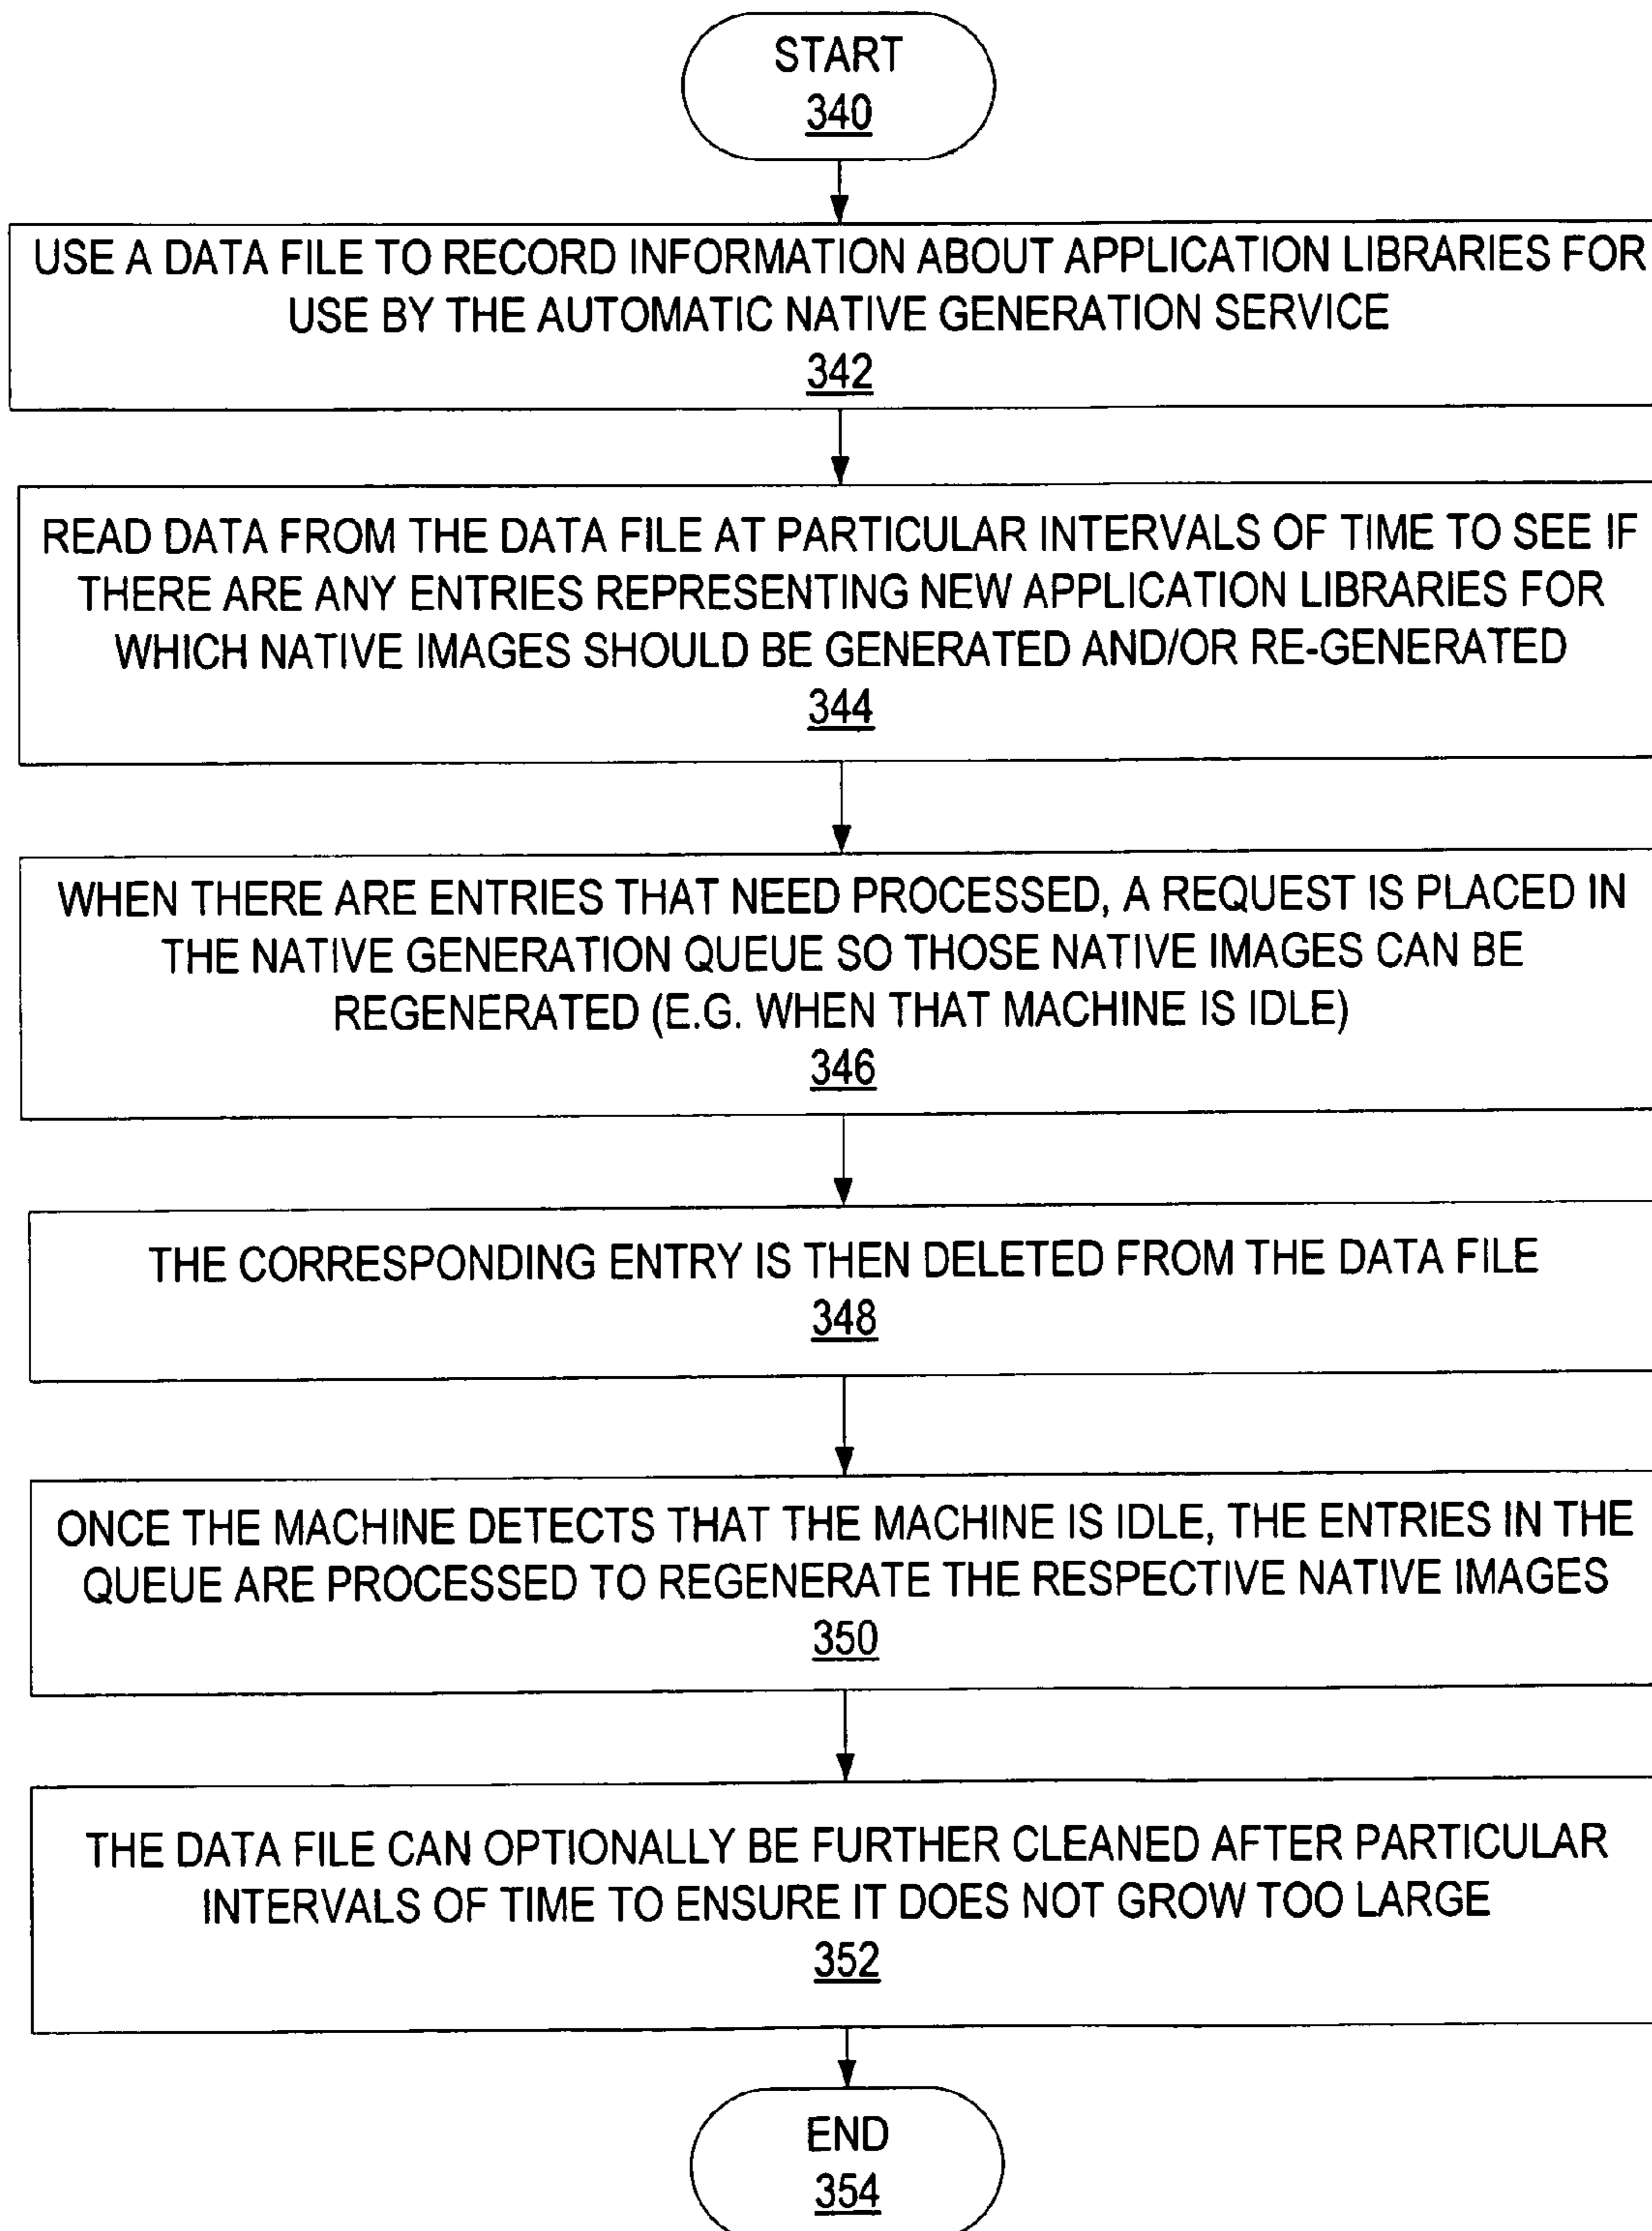 START
340
USE A DATA FILE TO RECORD INFORMATION ABOUT APPLICATION LIBRARIES FOR
USE BY THE AUTOMATIC NATIVE GENERATION SERVICE
342
READ DATA FROM THE DATA FILE AT PARTICULAR INTERVALS OF TIME TO SEE IF
THERE ARE ANY ENTRIES REPRESENTING NEW APPLICATION LIBRARIES FOR
WHICH NATIVE IMAGES SHOULD BE GENERATED AND/OR RE-GENERATED
344
WHEN THERE ARE ENTRIES THAT NEED PROCESSED, A REQUEST IS PLACED IN
THE NATIVE GENERATION QUEUE SO THOSE NATIVE IMAGES CAN BE
REGENERATED (E.G. WHEN THAT MACHINE IS IDLE)
346
THE CORRESPONDING ENTRY IS THEN DELETED FROM THE DATA FILE
348
ONCE THE MACHINE DETECTS THAT THE MACHINE IS IDLE, THE ENTRIES IN THE
QUEUE ARE PROCESSED TO REGENERATE THE RESPECTIVE NATIVE IMAGES
350
THE DATA FILE CAN OPTIONALLY BE FURTHER CLEANED AFTER PARTICULAR
INTERVALS OF TIME TO ENSURE IT DOES NOT GROW TOO LARGE
352
END
354